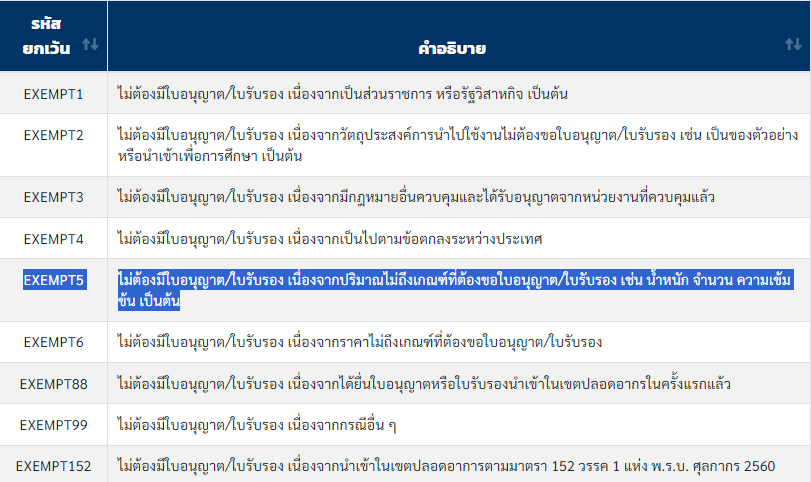 รหัส
ยกเว้น
คำอธิบาย
EXEMPT1 ไม่ต้องมีใบอนุญาต/ใบรับรอง เนื่องจากเป็นส่วนราชการ หรือรัฐวิสาหกิจ เป็นต้น
EXEMPT2 ไม่ต้องมีใบอนุญาต/ใบรับรอง เนื่องจากวัตถุประสงค์การนำไปใช้งานไม่ต้องขอใบอนุญาต/ใบรับรอง เช่น เป็นของตัวอย่าง
หรือนำเข้าเพื่อการศึกษา เป็นต้น
EXEMPT3 ไม่ต้องมีใบอนุญาต/ใบรับรอง เนื่องจากมีกฎหมายอื่นควบคุมและได้รับอนุญาตจากหน่วยงานที่ควบคุมแล้ว
EXEMPT4 ไม่ต้องมีใบอนุญาต/ใบรับรอง เนื่องจากเป็นไปตามข้อตกลงระหว่างประเทศ
EXEMPT5 ไม่ต้องมีใบอนุญาต/ใบรับรอง เนื่องจากปริมาณไม่ถึงเกณฑ์ที่ต้องขอใบอนุญาต/ใบรับรอง เช่น น้ำหนัก จำนวน ความเข้ม
ข้น เป็นต้น
EXEMPT6 ไม่ต้องมีใบอนุญาต/ใบรับรอง เนื่องจากราคาไม่ถึงเกณฑ์ที่ต้องขอใบอนุญาต/ใบรับรอง
EXEMPT88 ไม่ต้องมีใบอนุญาต/ใบรับรอง เนื่องจากได้ยื่นใบอนุญาตหรือใบรับรองนำเข้าในเขตปลอดอากรในครั้งแรกแล้ว
EXEMPT99 ไม่ต้องมีใบอนุญาต/ใบรับรอง เนื่องจากกรณีอื่น ๆ
EXEMPT152 ไม่ต้องมีใบอนุญาต/ใบรับรอง เนื่องจากนำเข้าในเขตปลอดอาการตามมาตรา 152 วรรค 1 แห่ง พ.ร.บ. ศุลกากร 2560